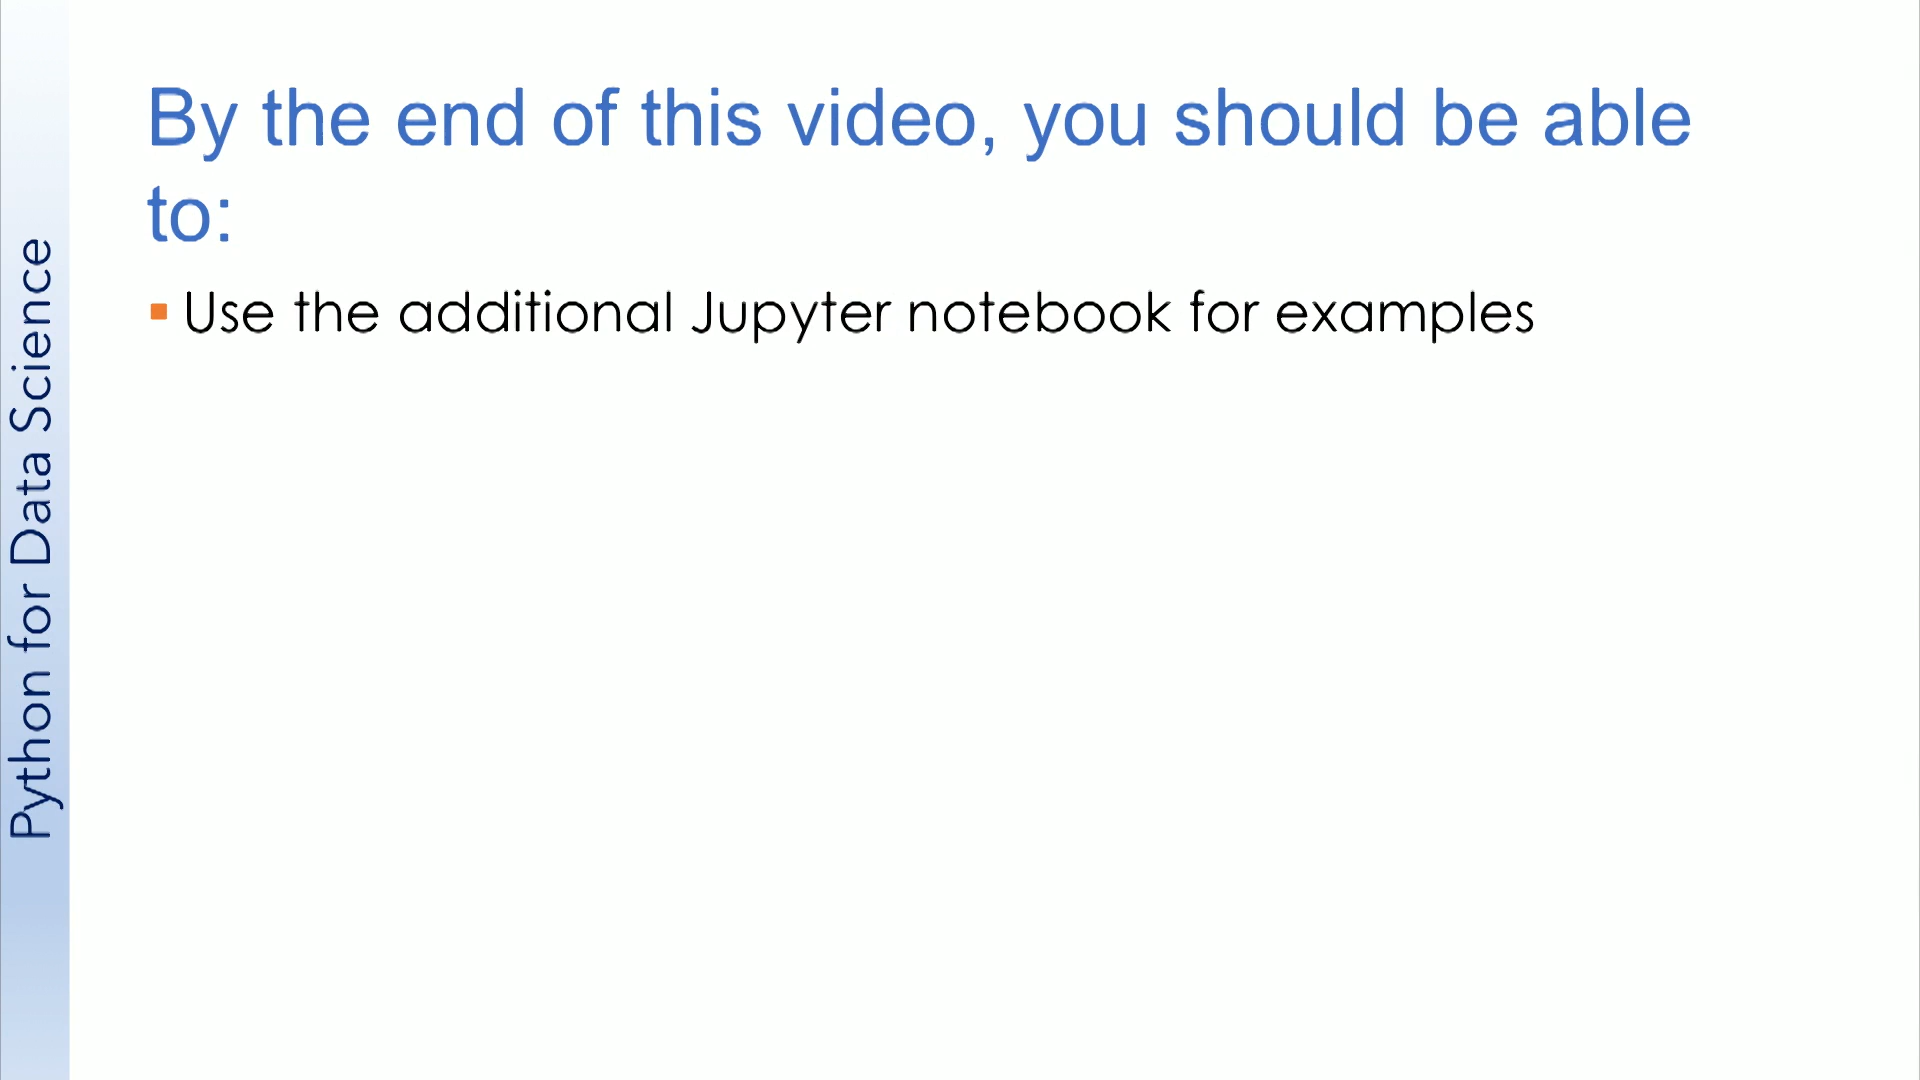 By the end of this video, you should be able
to:
Use the additional Jupyter notebook for examples
Python for Data Science